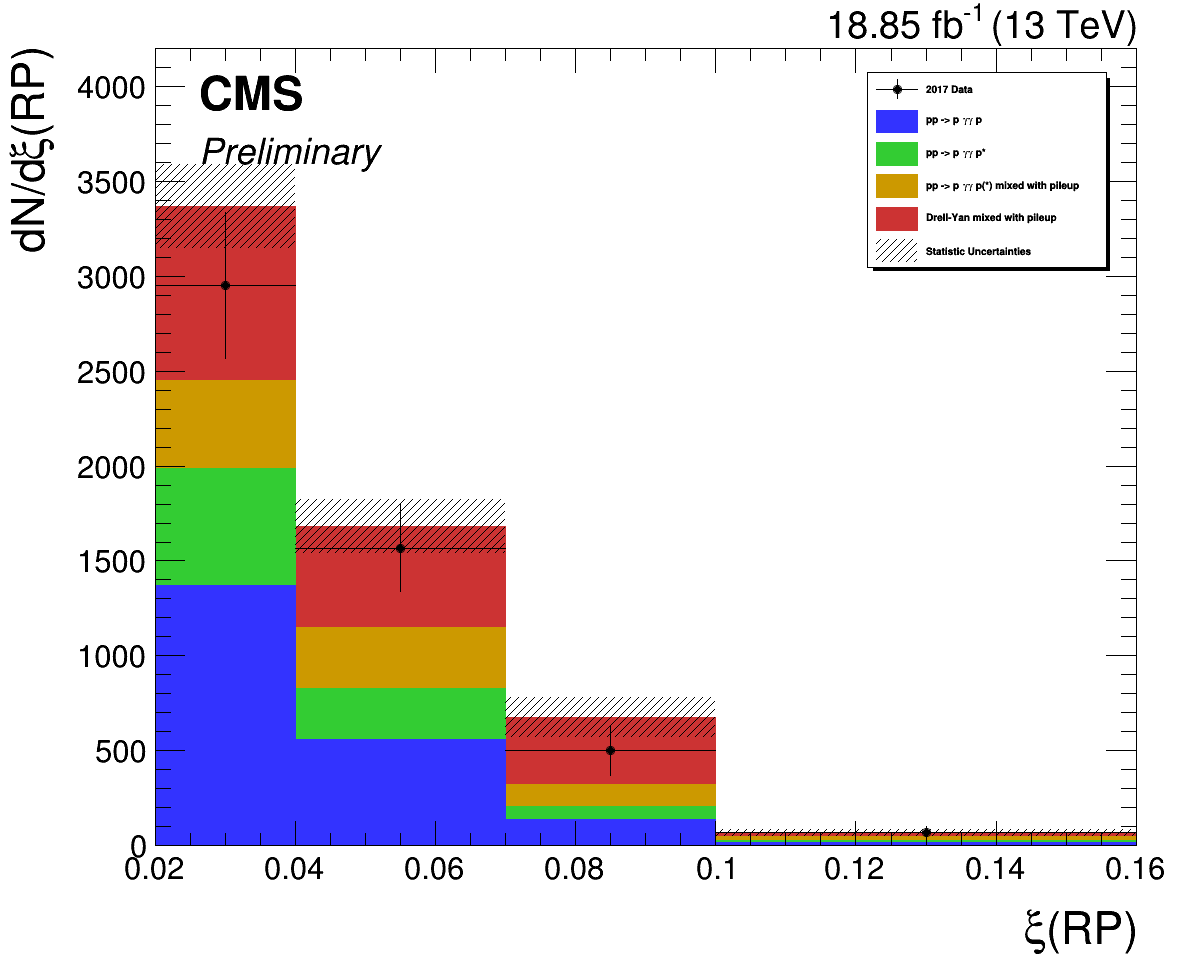 18.85 fb-1 (13 TeV)
dN/dξ(RP)
CMS
Preliminary
2017 Data
pp -> p γγ p
pp -> p γγ p*
pp -> p γγ p(*) mixed with pileup
Drell-Yan mixed with pileup
Statistic Uncertainties
4000
3500
3000
2500
2000
1500
1000
500
0
0.02 0.04 0.06 0.08 0.1 0.12 0.14 0.16
ξ(RP)